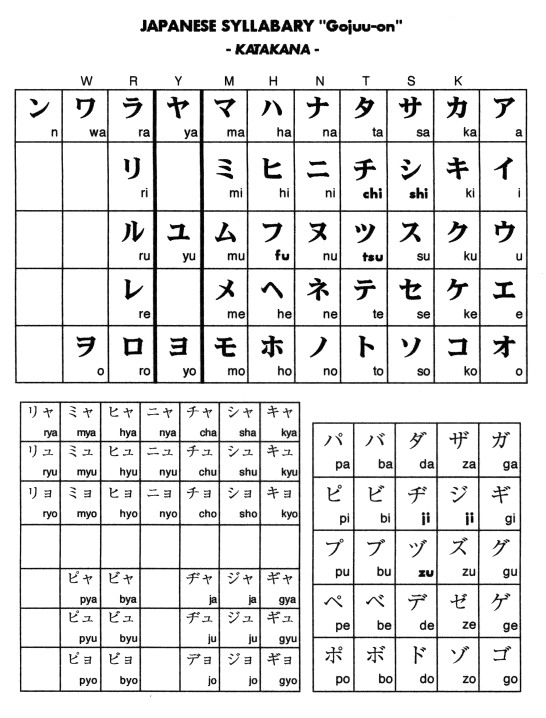 JAPANESE SYLLABARY "Gojuu-on"
- KATAKANA -
W R Y M H N T S K
ン ワ ラ ヤ マ ハ ナ タ サ カ ア
n wa ra ya ma ha na ta sa ka a
リ ミ ヒ ニ チ シ キ イ
ri mi hi ni chi shi ki i
ル ユ ム フ ヌ ツ ス ク ウ
ru yu mu fu nu tsu su ku u
レ メ ヘ ネ テ セ ケ エ
re me he ne te se ke e
ヲ ロ ヨ モ ホ ノ ト ソ コ オ
o ro yo mo ho no to so ko o
リャ ミャ ヒャ ニャ チャ シャ キャ
rya mya hya nya cha sha kya
リュ ミュ ヒュ ニュ チュ シュ キュ
ryu myu hyu nyu chu shu kyu
リョ ミョ ヒョ ニョ チョ ショ キョ
ryo myo hyo nyo cho sho kyo
ピャ ビャ ヂャ ジャ ギャ
pya bya ja ja gya
ピュ ビュ ヂュ ジュ ギュ
pyu byu ju ju gyu
ピョ ビョ デョ ジョ ギョ
pyo byo jo jo gyo
パ バ ダ ザ ガ
pa ba da za ga
ピ ビ ヂ ジ ギ
pi bi ji ji gi
プ ブ ヅ ズ グ
pu bu zu zu gu
ペ ベ デ ゼ ゲ
pe be de ze ge
ポ ボ ド ゾ ゴ
po bo do zo go